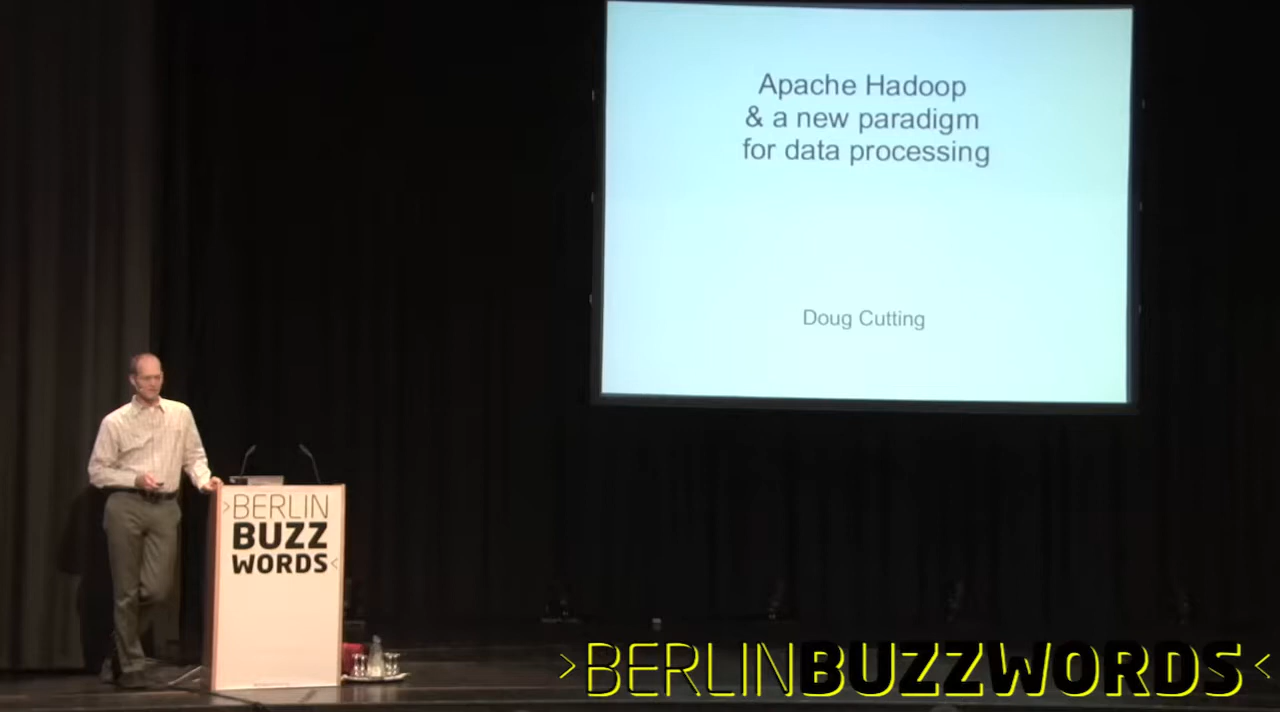 Apache Hadoop
& a new paradigm
for data processing
Doug Cutting
>BERLIN
BUZZ
WORDS<
>BERLINBUZZWORDS<